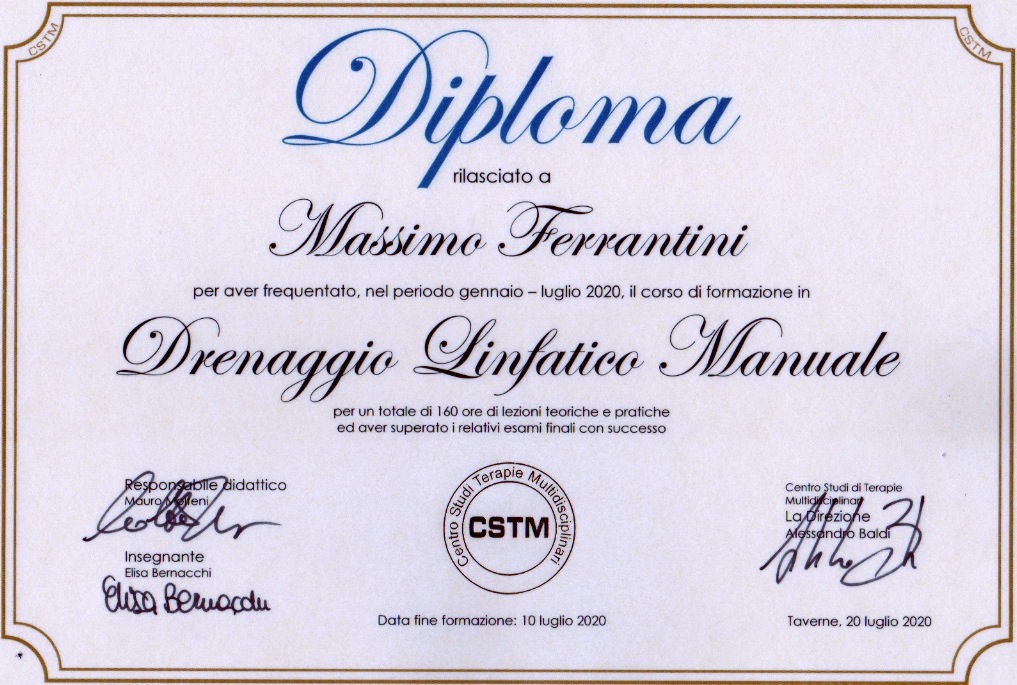 CSTM
CSTM
Diploma
rilasciato a
Massimo Ferrantini
per aver frequentato, nel periodo gennaio – luglio 2020, il corso di formazione in
Drenaggio Linfatico Manuale
per un totale di 160 ore di lezioni teoriche e pratiche
ed aver superato i relativi esami finali con successo
Responsabile didattico
Mauro
Insegnante
Elisa Bernacchi
Elisa Bernacchi
Centro Studi Terapie Multidisciplinari
CSTM
Data fine formazione: 10 luglio 2020
Centro Studi di Terapie
Multidisciplinari
La Direzione
Alessandro Baldi
Taverne, 20 luglio 2020